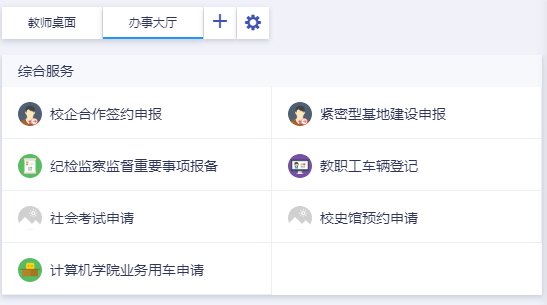 教师桌面
办事大厅
综合服务
校企合作签约申报
紧密型基地建设申报
纪检监察监督重要事项报备
教职工车辆登记
社会考试申请
校史馆预约申请
计算机学院业务用车申请